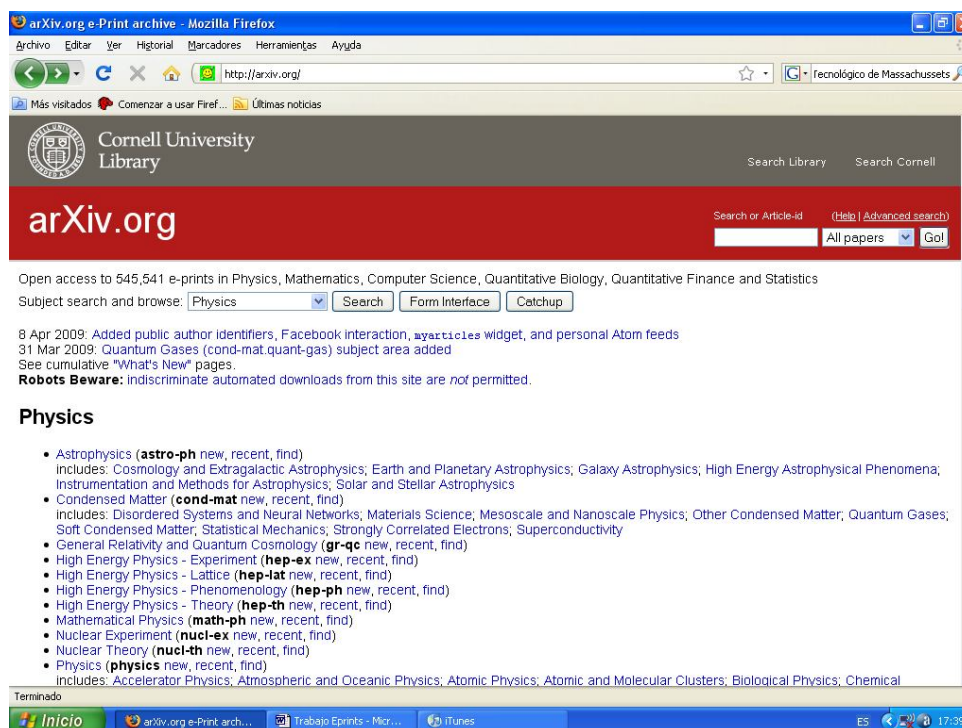 arXiv.org e-Print archive - Mozilla Firefox
Archivo Editar Ver Historial Marcadores Herramientas Ayuda
http://arxiv.org/
G Tecnológico de Massachussets
Más visitados Comenzar a usar Firef... Últimas noticias
Cornell University
Library
Search Library Search Cornell
arXiv.org
Search or Article-id (Help | Advanced search)
All papers Go!
Open access to 545,541 e-prints in Physics, Mathematics, Computer Science, Quantitative Biology, Quantitative Finance and Statistics
Subject search and browse: Physics Search Form Interface Catchup
8 Apr 2009: Added public author identifiers, Facebook interaction, myarticles widget, and personal Atom feeds
31 Mar 2009: Quantum Gases (cond-mat.quant-gas) subject area added
See cumulative "What's New" pages.
Robots Beware: indiscriminate automated downloads from this site are not permitted.
Physics
• Astrophysics (astro-ph new, recent, find)
includes: Cosmology and Extragalactic Astrophysics; Earth and Planetary Astrophysics; Galaxy Astrophysics; High Energy Astrophysical Phenomena;
Instrumentation and Methods for Astrophysics; Solar and Stellar Astrophysics
• Condensed Matter (cond-mat new, recent, find)
includes: Disordered Systems and Neural Networks; Materials Science; Mesoscale and Nanoscale Physics; Other Condensed Matter; Quantum Gases;
Soft Condensed Matter; Statistical Mechanics; Strongly Correlated Electrons; Superconductivity
• General Relativity and Quantum Cosmology (gr-qc new, recent, find)
• High Energy Physics - Experiment (hep-ex new, recent, find)
• High Energy Physics - Lattice (hep-lat new, recent, find)
• High Energy Physics - Phenomenology (hep-ph new, recent, find)
• High Energy Physics - Theory (hep-th new, recent, find)
• Mathematical Physics (math-ph new, recent, find)
• Nuclear Experiment (nucl-ex new, recent, find)
• Nuclear Theory (nucl-th new, recent, find)
• Physics (physics new, recent, find)
includes: Accelerator Physics; Atmospheric and Oceanic Physics; Atomic Physics; Atomic and Molecular Clusters; Biological Physics; Chemical
Terminado
Inicio arXiv.org e-Print arch... Trabajo Eprints - Micr... iTunes ES 17:39